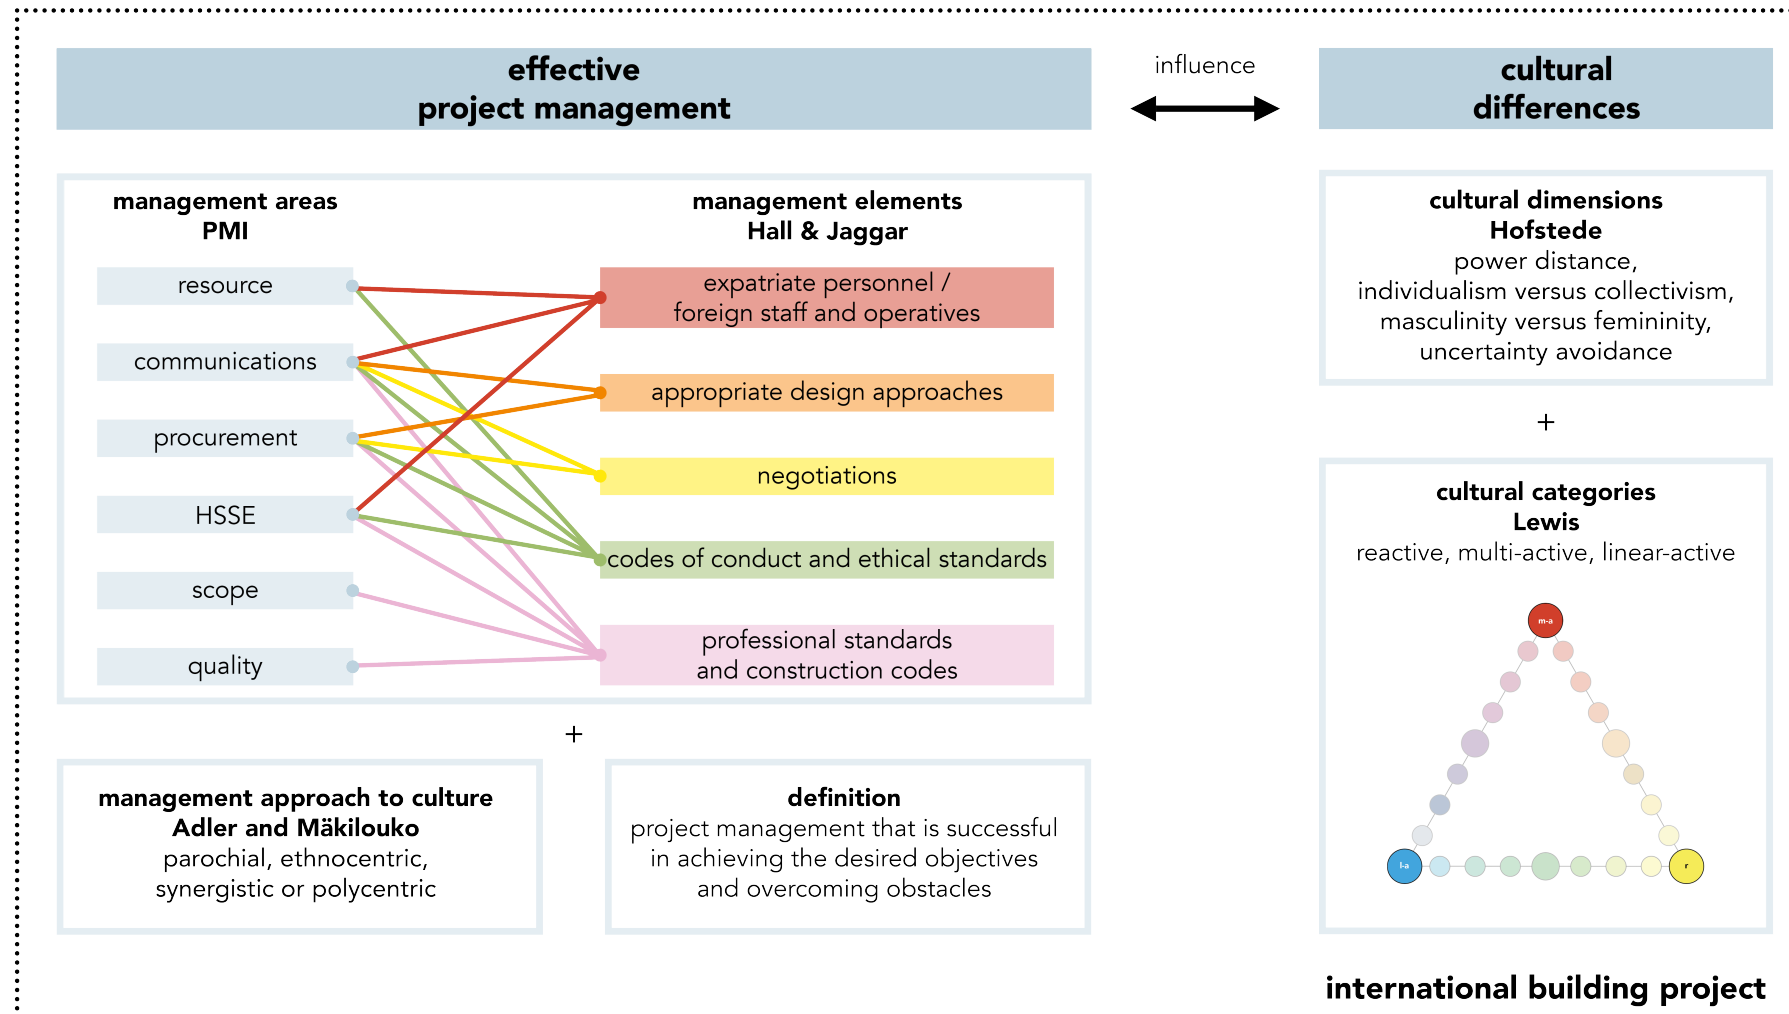 effective
project management
influence
cultural
differences
management areas
PMI
resource
communications
procurement
HSSE
scope
quality
management elements
Hall & Jaggar
expatriate personnel /
foreign staff and operatives
appropriate design approaches
negotiations
codes of conduct and ethical standards
professional standards
and construction codes
+
management approach to culture
Adler and Mäkilouko
parochial, ethnocentric,
synergistic or polycentric
definition
project management that is successful
in achieving the desired objectives
and overcoming obstacles
cultural dimensions
Hofstede
power distance,
individualism versus collectivism,
masculinity versus femininity,
uncertainty avoidance
+
cultural categories
Lewis
reactive, multi-active, linear-active
m-a
l-a
r
international building project